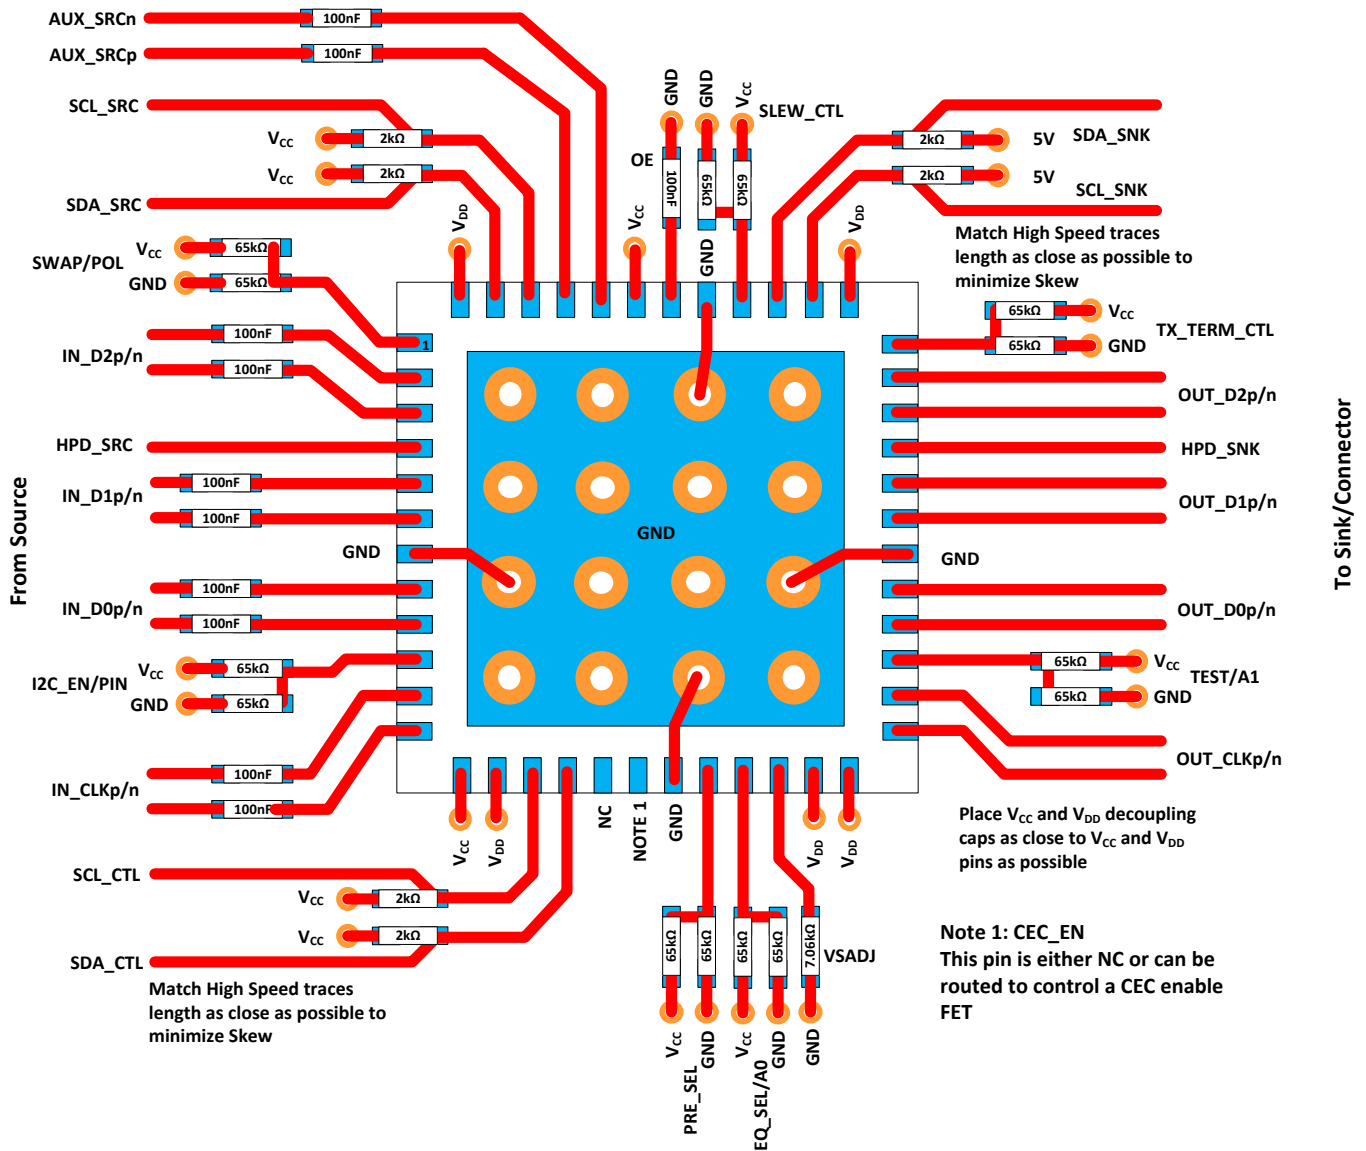 AUX_SRCn
100nF
AUX_SRCp
100nF
SCL_SRC
VCC
2kΩ
VCC
2kΩ
SDA_SRC
VCC
65kΩ
SWAP/POL
GND
65kΩ
IN_D2p/n
100nF
100nF
HPD_SRC
IN_D1p/n
100nF
100nF
GND
IN_D0p/n
100nF
100nF
VCC
65kΩ
I2C_EN/PIN
GND
65kΩ
IN_CLKp/n
100nF
100nF
From Source
SCL_CTL
VCC
2kΩ
VCC
2kΩ
SDA_CTL
Match High Speed traces
length as close as possible to
minimize Skew
VDD
VCC
OE
GND
100nF
GND
65kΩ
VCC
65kΩ
SLEW_CTL
GND
VDD
1
GND
2kΩ
5V
SDA_SNK
2kΩ
5V
SCL_SNK
Match High Speed traces
length as close as possible to
minimize Skew
65kΩ
VCC
TX_TERM_CTL
65kΩ
GND
OUT_D2p/n
HPD_SNK
OUT_D1p/n
GND
OUT_D0p/n
65kΩ
VCC
TEST/A1
65kΩ
GND
OUT_CLKp/n
To Sink/Connector
VCC
VDD
NC
NOTE 1
GND
VDD
VDD
65kΩ
65kΩ
65kΩ
65kΩ
7.06kΩ
VSADJ
VCC
GND
VCC
GND
GND
PRE_SEL
EQ_SEL/A0
Place VCC and VDD decoupling
caps as close to VCC and VDD
pins as possible
Note 1: CEC_EN
This pin is either NC or can be
routed to control a CEC enable
FET